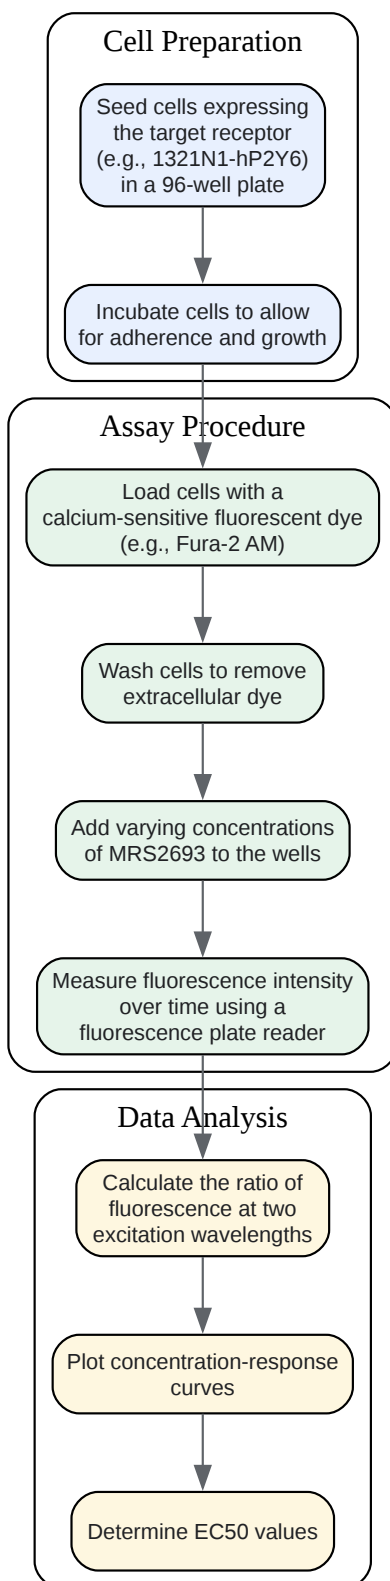 Cell Preparation
Seed cells expressing
the target receptor
(e.g., 1321N1-hP2Y6)
in a 96-well plate
Incubate cells to allow
for adherence and growth
Assay Procedure
Load cells with a
calcium-sensitive fluorescent dye
(e.g., Fura-2 AM)
Wash cells to remove
extracellular dye
Add varying concentrations
of MRS2693 to the wells
Measure fluorescence intensity
over time using a
fluorescence plate reader
Data Analysis
Calculate the ratio of
fluorescence at two
excitation wavelengths
Plot concentration-response
curves
Determine EC50 values